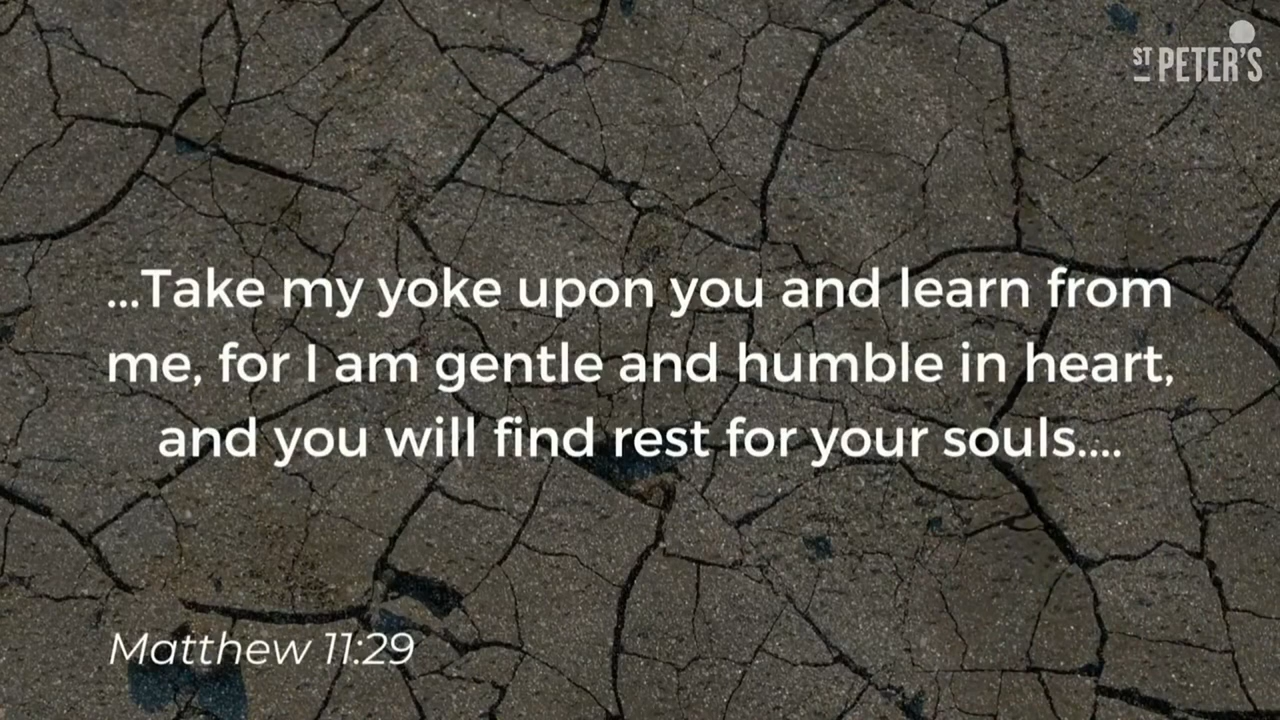 ST PETER'S
...Take my yoke upon you and learn from
me, for I am gentle and humble in heart,
and you will find rest for your souls....
Matthew 11:29